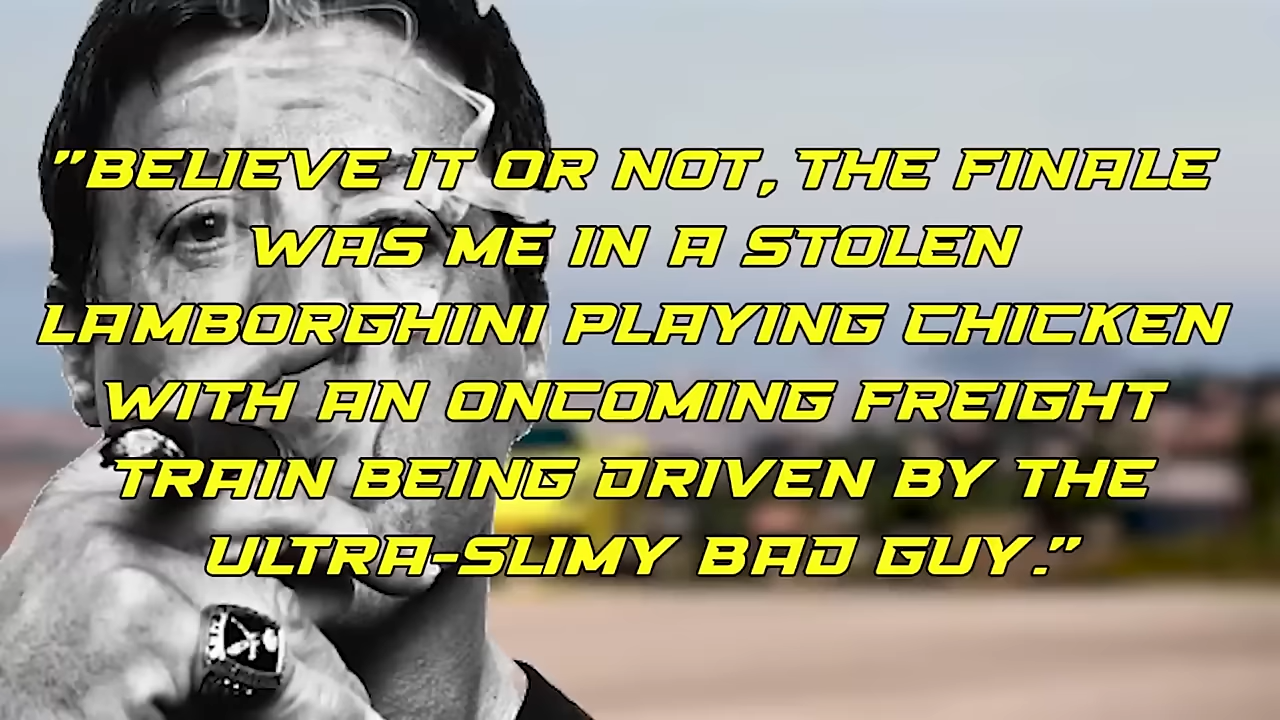 "BELIEVE IT OR NOT, THE FINALE
WAS ME IN A STOLEN
LAMBORGHINI PLAYING CHICKEN
WITH AN ONCOMING FREIGHT
TRAIN BEING DRIVEN BY THE
ULTRA-SLIMY BAD GUY."